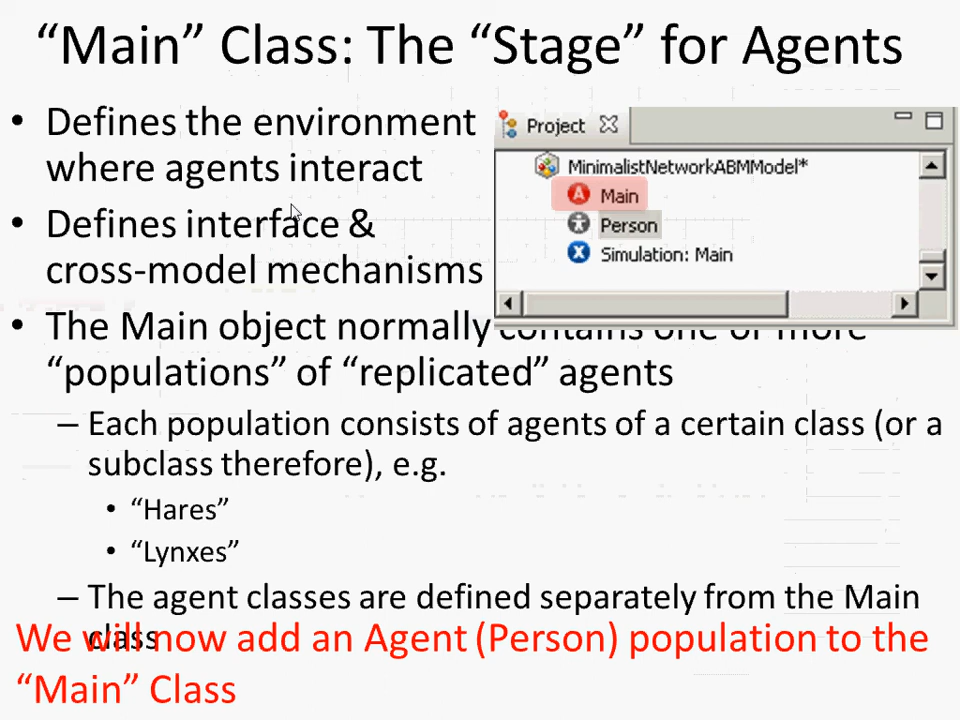 “Main” Class: The “Stage” for Agents
• Defines the environment
where agents interact
• Defines interface &
cross-model mechanisms
Project
MinimalistNetworkABMModel*
Main
Person
Simulation: Main
• The Main object normally contains one or more
“populations” of “replicated” agents
– Each population consists of agents of a certain class (or a
subclass therefore), e.g.
• “Hares”
• “Lynxes”
– The agent classes are defined separately from the Main
class
We will now add an Agent (Person) population to the
“Main” Class